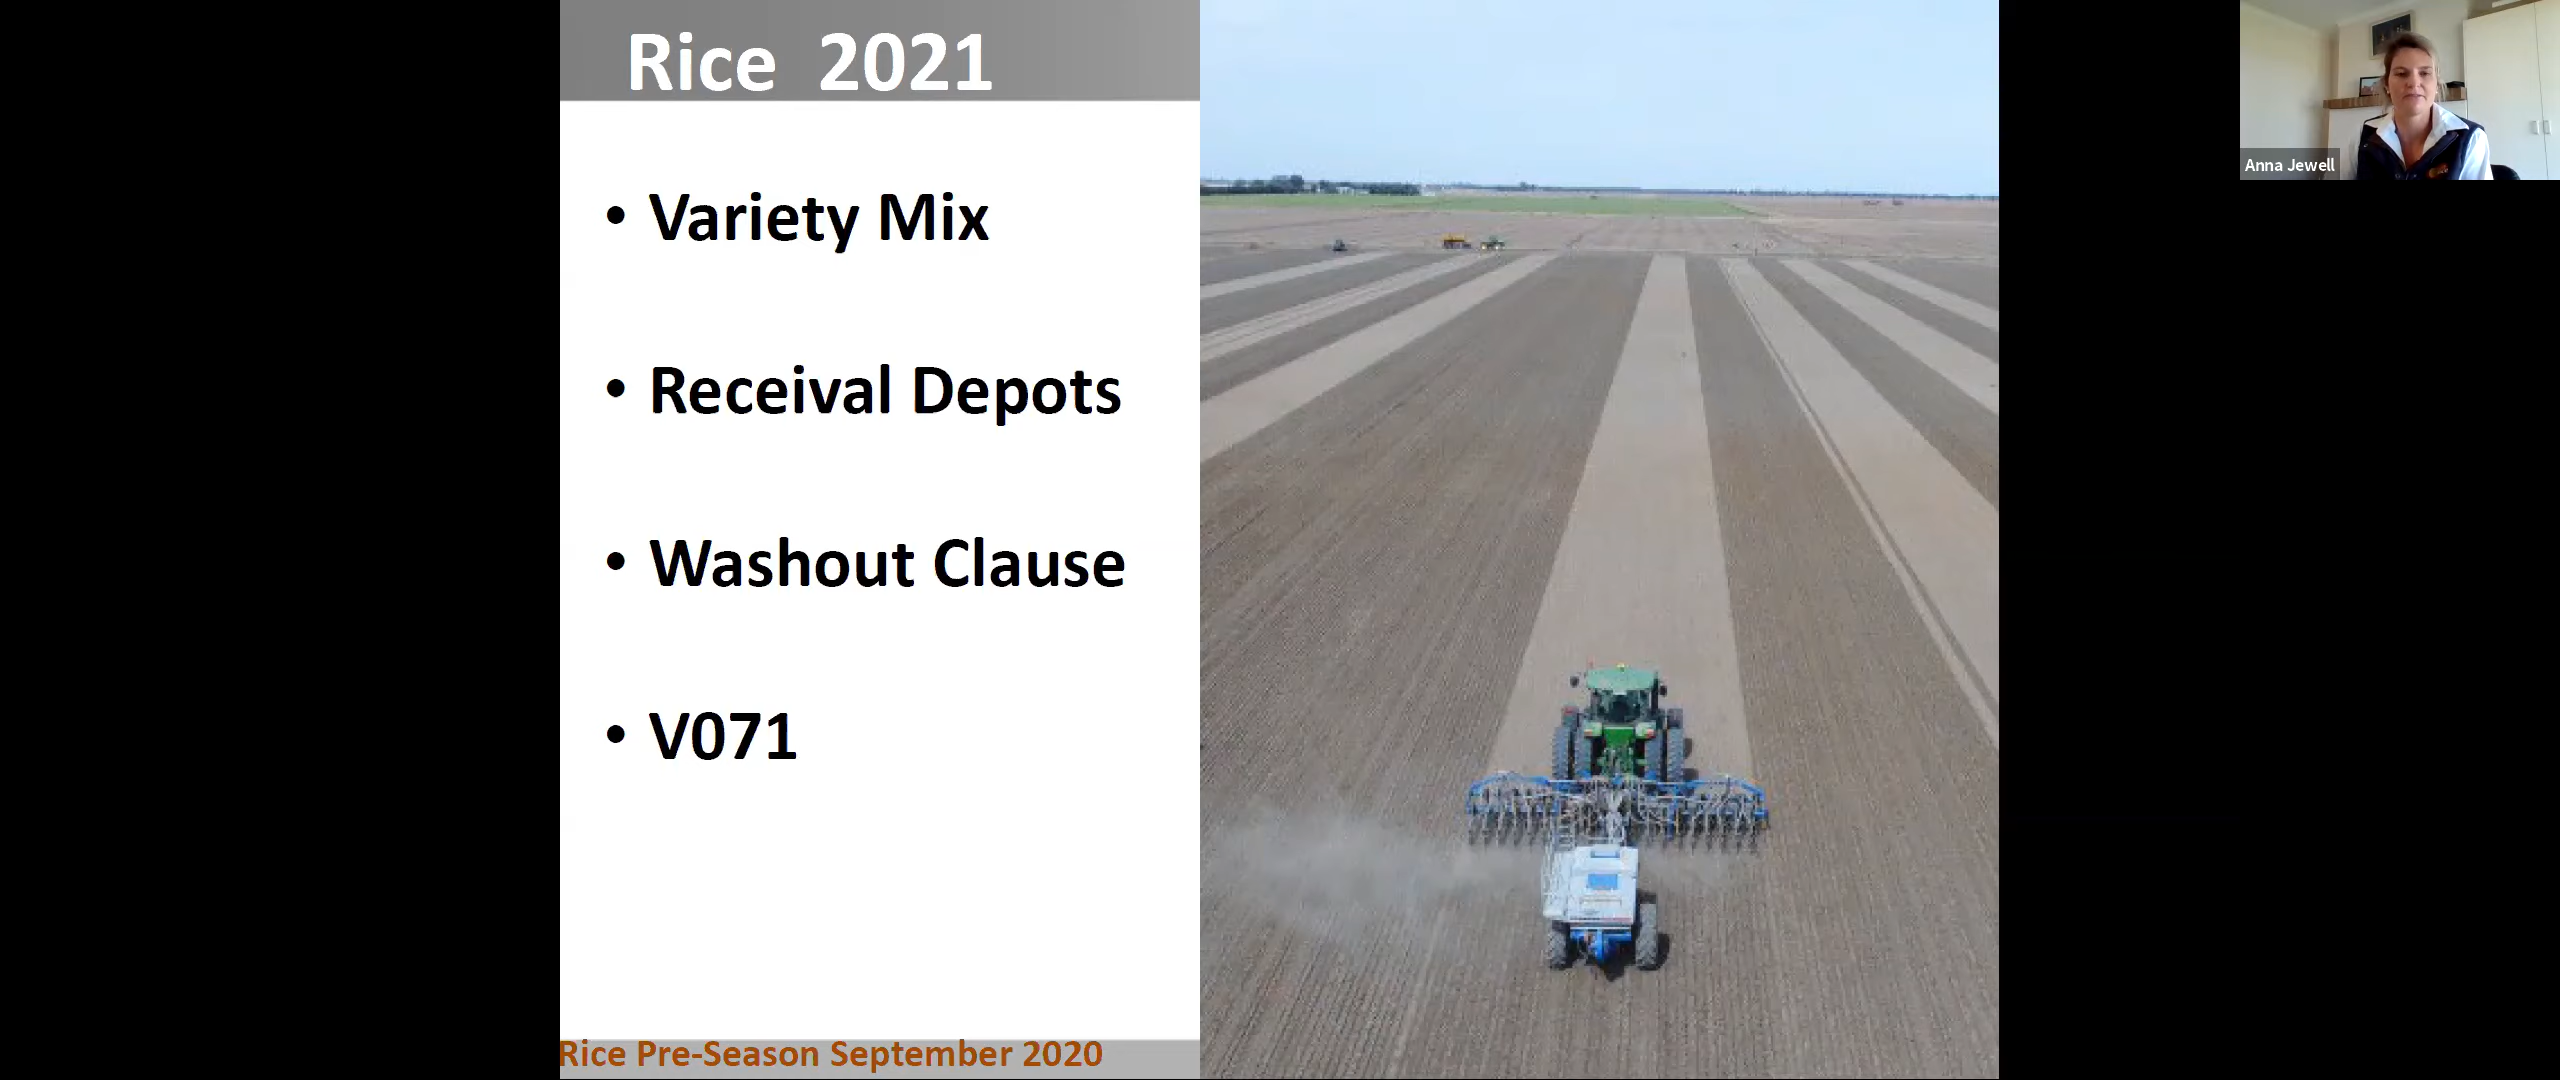 Rice 2021
• Variety Mix
• Receival Depots
• Washout Clause
• V071
Rice Pre-Season September 2020
Anna Jewell